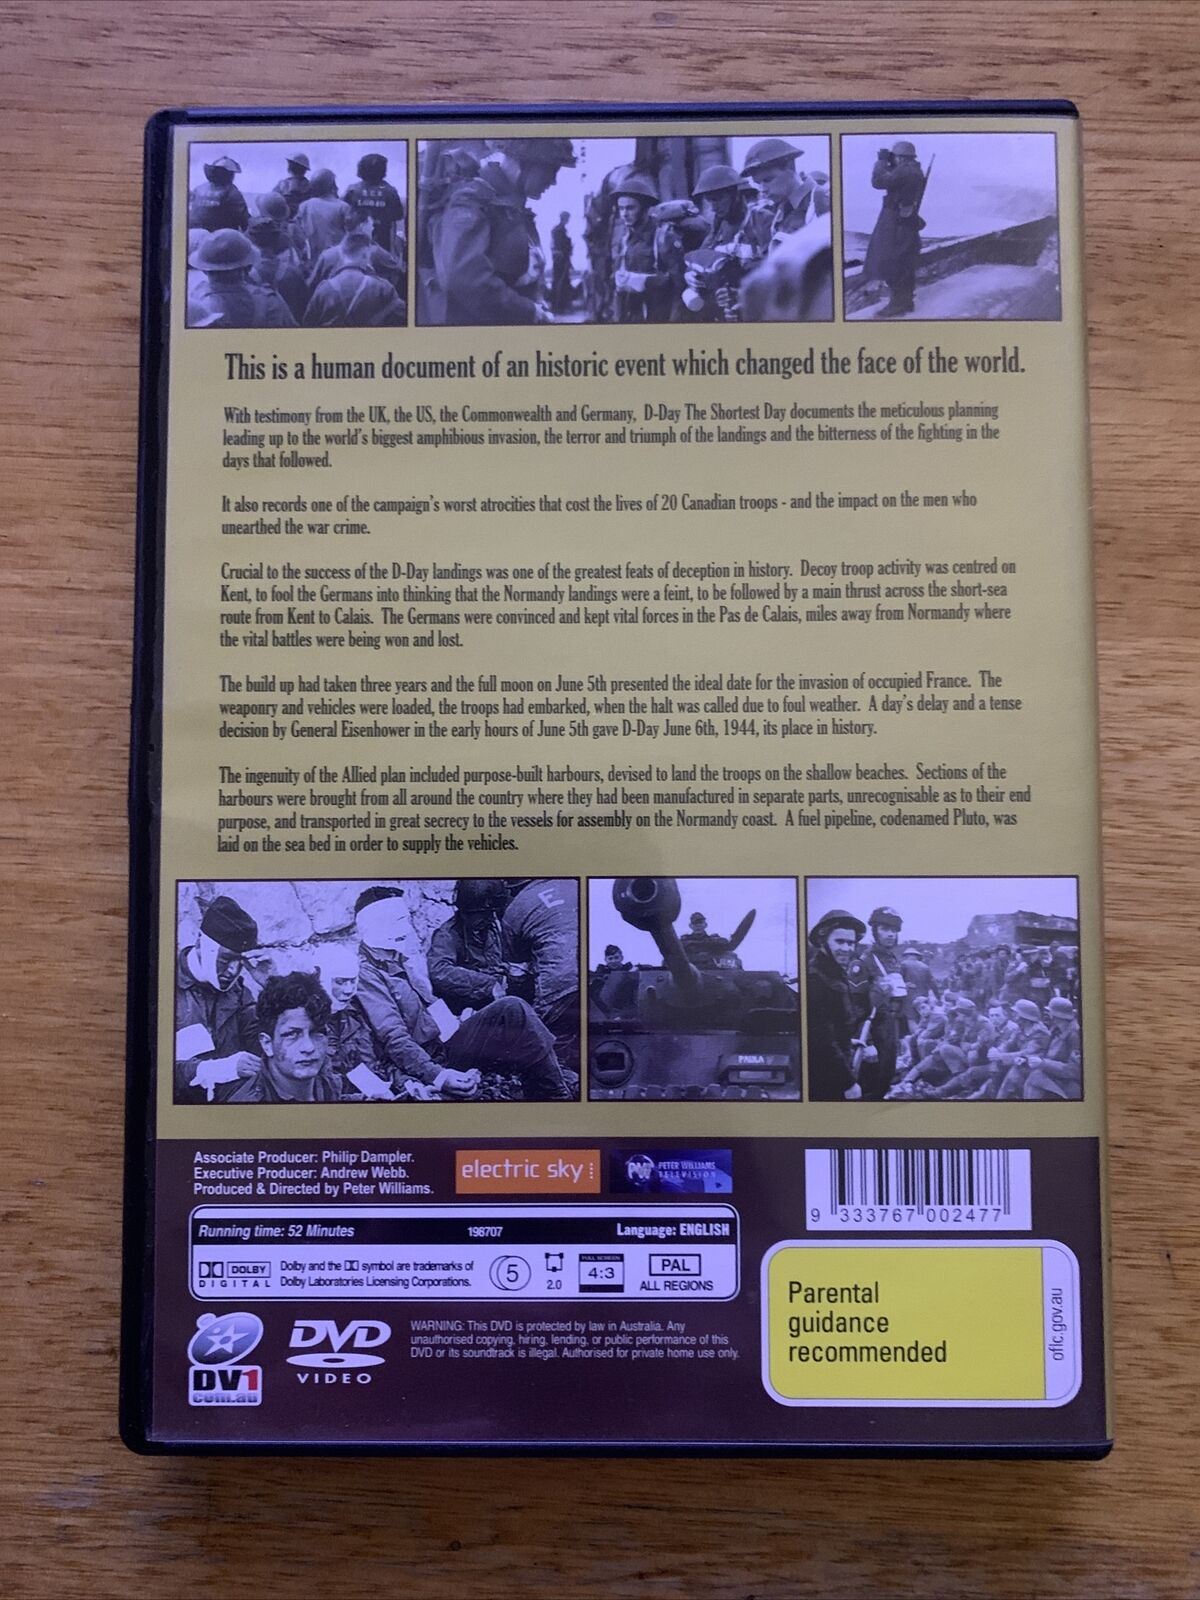 This is a human document of an historic event which changed the face of the world.
With testimony from the UK, the US, the Commonwealth and Germany, D-Day The Shortest Day documents the meticulous planning
leading up to the world's biggest amphibious invasion, the terror and triumph of the landings and the bitterness of the fighting in the
days that followed.
It also records one of the campaign's worst atrocities that cost the lives of 20 Canadian troops - and the impact on the men who
unearthed the war crime.
Crucial to the success of the D-Day landings was one of the greatest feats of deception in history. Decoy troop activity was centred on
Kent, to fool the Germans into thinking that the Normandy landings were a feint, to be followed by a main thrust across the short-sea
route from Kent to Calais. The Germans were convinced and kept vital forces in the Pas de Calais, miles away from Normandy where
the vital battles were being won and lost.
The build up had taken three years and the full moon on June 5th presented the ideal date for the invasion of occupied France. The
weaponry and vehicles were loaded, the troops had embarked, when the halt was called due to foul weather. A day's delay and a tense
decision by General Eisenhower in the early hours of June 5th gave D-Day June 6th, 1944, its place in history.
The ingenuity of the Allied plan included purpose-built harbours, devised to land the troops on the shallow beaches. Sections of the
harbours were brought from all around the country where they had been manufactured in separate parts, unrecognisable as to their end
purpose, and transported in great secrecy to the vessels for assembly on the Normandy coast. A fuel pipeline, codenamed Pluto, was
laid on the sea bed in order to supply the vehicles.
E
PAULA
Associate Producer: Philip Dampler.
Executive Producer: Andrew Webb.
Produced & Directed by Peter Williams.
electric sky
PW PETER WILLIAMS
TELEVISION
9 333767 002477
Running time: 52 Minutes 196707 Language: ENGLISH
DOLBY
DIGITAL
Dolby and the DD symbol are trademarks of
Dolby Laboratories Licensing Corporations.
5
2.0
FULL SCREEN
4:3
PAL
ALL REGIONS
Parental
guidance
recommended
oflc.gov.au
DV1
com.au
DVD
VIDEO
WARNING: This DVD is protected by law in Australia. Any
unauthorised copying, hiring, lending, or public performance of this
DVD or its soundtrack is illegal. Authorised for private home use only.